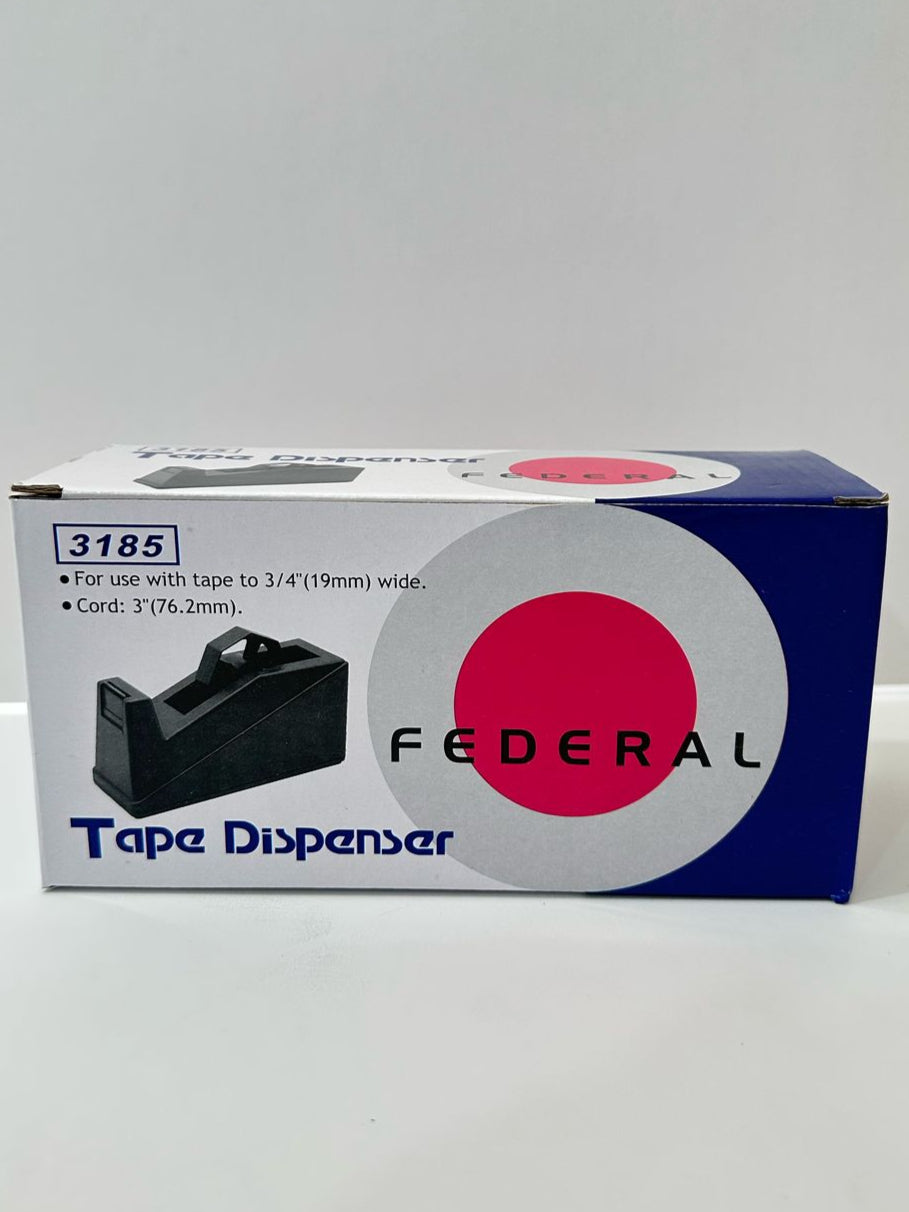 3185
Tape Dispenser
FEDERAL
3185
• For use with tape to 3/4"(19mm) wide.
• Cord: 3"(76.2mm).
FEDERAL
Tape Dispenser